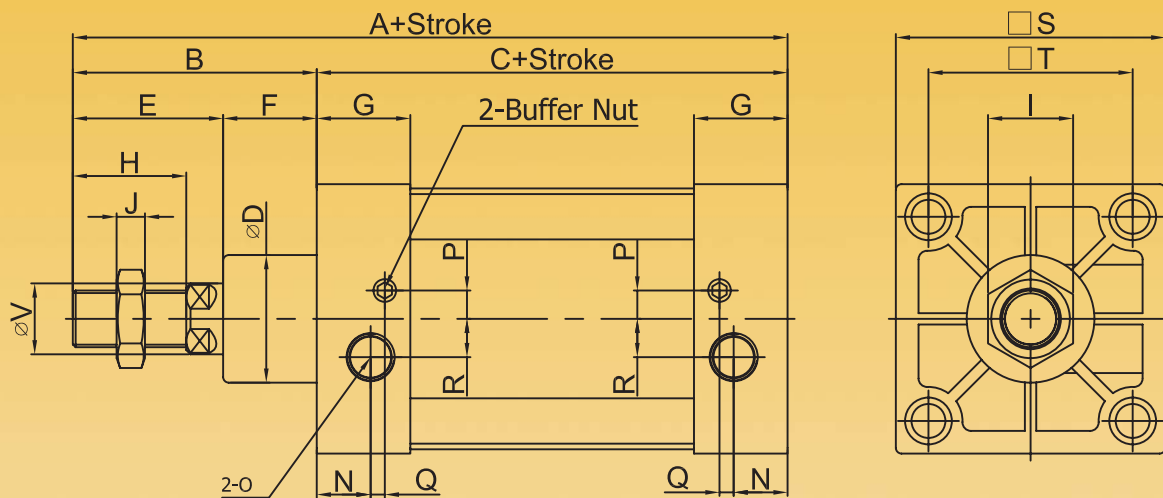 A+Stroke
□ S
B
C+Stroke
□ T
E
F
G
2-Buffer Nut
G
I
H
J
⌀D
P
P
⌀V
R
R
2-O
N
Q
Q
N